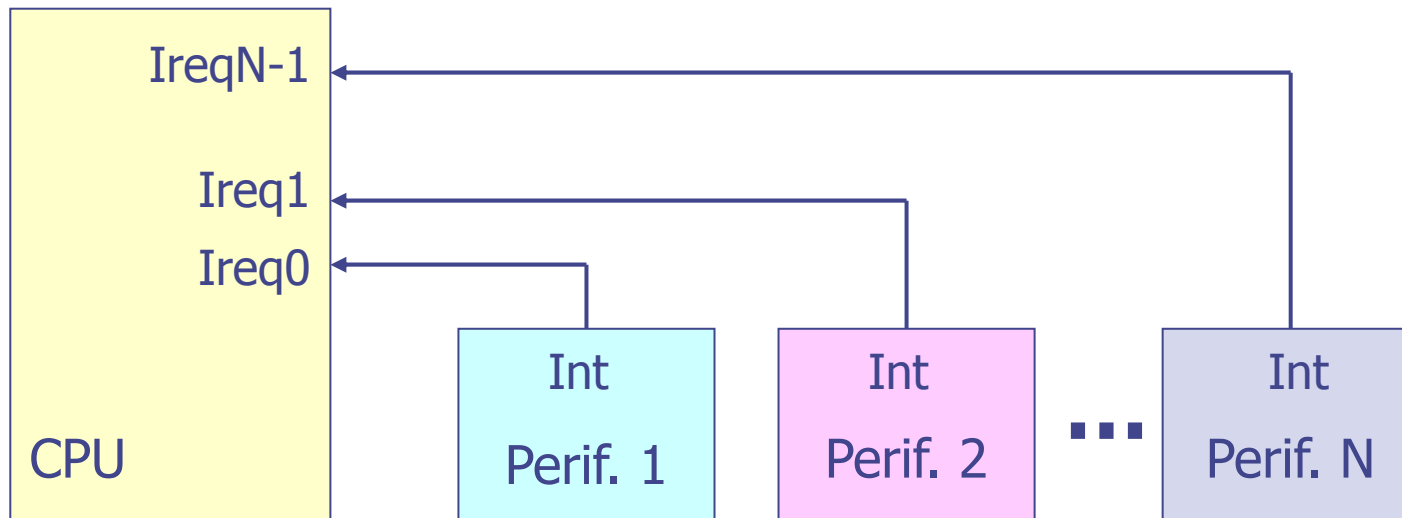 IreqN-1
Ireq1
Ireq0
CPU
Int
Perif. 1
Int
Perif. 2
...
Int
Perif. N